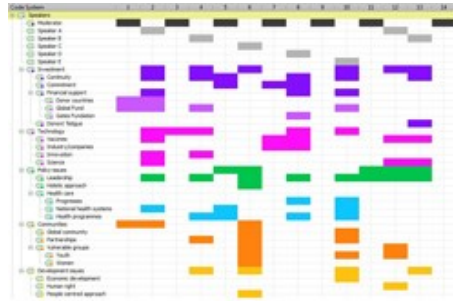 Code System 1 2 3 4 5 6 7 8 9 10 11 12 13 14
Speakers
Moderator
Speaker A
Speaker B
Speaker C
Speaker D
Speaker E
Investment
Continuity
Commitment
Financial support
Donor countries
Global Fund
Gates Fundation
Donont fatigue
Technology
Vaccines
Industry/companies
Innovation
Science
Policy issues
Leadership
Holistic approach
Health care
Progresses
National health systems
Health programmes
Communities
Global community
Partnerships
Vulnerable groups
Youth
Women
Development issues
Economic development
Human right
People centred approach